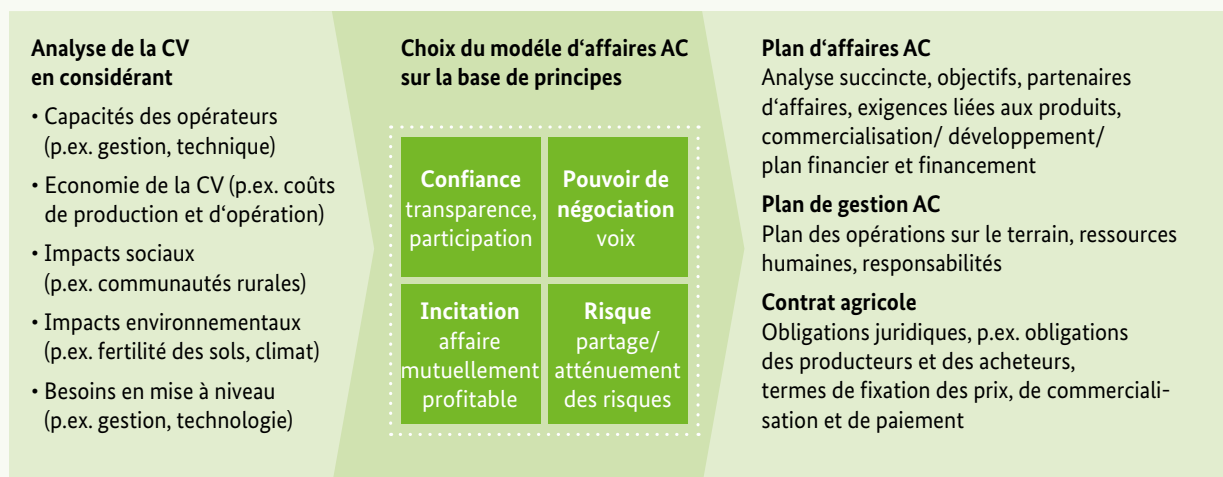 Analyse de la CV
en considérant
• Capacités des opérateurs
(p.ex. gestion, technique)
• Economie de la CV (p.ex. coûts
de production et d‘opération)
• Impacts sociaux
(p.ex. communautés rurales)
• Impacts environnementaux
(p.ex. fertilité des sols, climat)
• Besoins en mise à niveau
(p.ex. gestion, technologie)
Choix du modéle d‘affaires AC
sur la base de principes
Confiance
transparence,
participation
Pouvoir de
négociation
voix
Incitation
affaire
mutuellement
profitable
Risque
partage/
atténuement
des risques
Plan d‘affaires AC
Analyse succincte, objectifs, partenaires
d‘affaires, exigences liées aux produits,
commercialisation/ développement/
plan financier et financement
Plan de gestion AC
Plan des opérations sur le terrain, ressources
humaines, responsabilités
Contrat agricole
Obligations juridiques, p.ex. obligations
des producteurs et des acheteurs,
termes de fixation des prix, de commerciali-
sation et de paiement